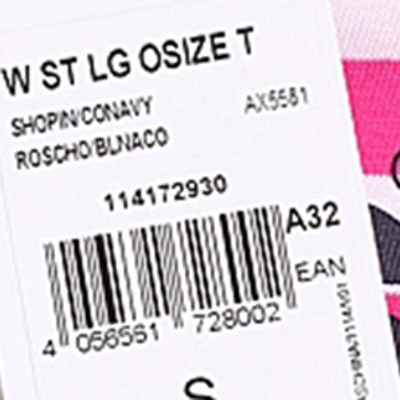 W ST LG OSIZE T
SHOPIN/CONAVY AX5581
ROSCHO/BLNACO
114172930
A32
EAN
4 056561 728002
S